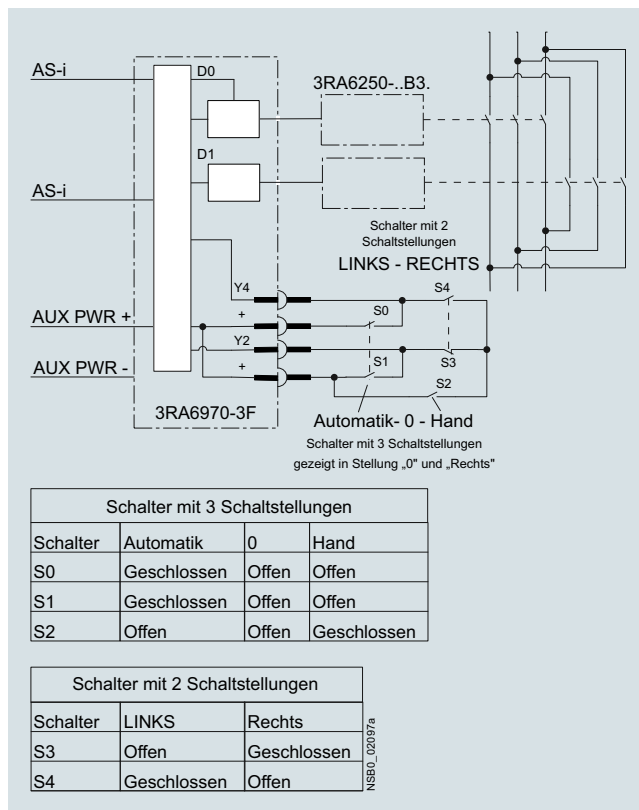 AS-i
D0
3RA6250-..B3.
D1
AS-i
Schalter mit 2
Schaltstellungen
LINKS - RECHTS
Y4
S4
S0
AUX PWR +
+
Y2
S3
S1
AUX PWR -
+
S2
3RA6970-3F
Automatik- 0 - Hand
Schalter mit 3 Schaltstellungen
gezeigt in Stellung „0" und „Rechts"
Schalter mit 3 Schaltstellungen
Schalter Automatik 0 Hand
S0 Geschlossen Offen Offen
S1 Geschlossen Offen Offen
S2 Offen Offen Geschlossen
Schalter mit 2 Schaltstellungen
Schalter LINKS Rechts
S3 Offen Geschlossen
S4 Geschlossen Offen
NSB0_02097a